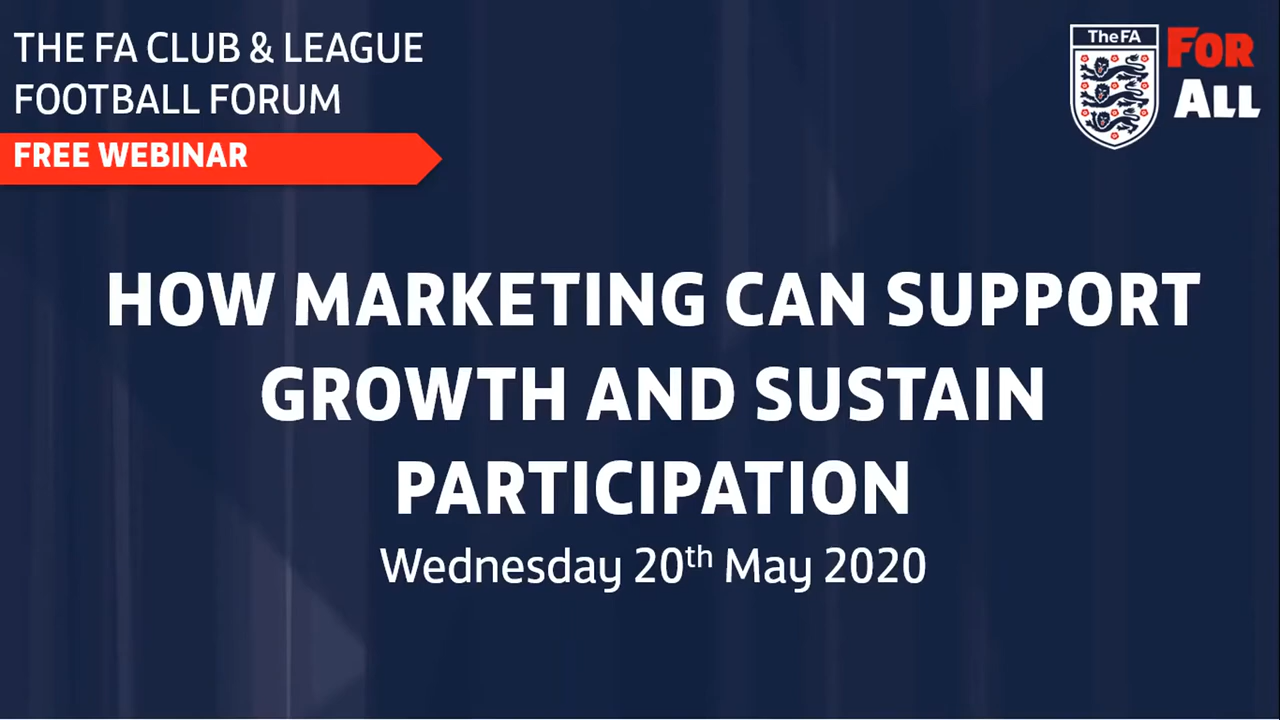 THE FA CLUB & LEAGUE
FOOTBALL FORUM
FREE WEBINAR
TheFA
FOR
ALL
HOW MARKETING CAN SUPPORT
GROWTH AND SUSTAIN
PARTICIPATION
Wednesday 20th May 2020